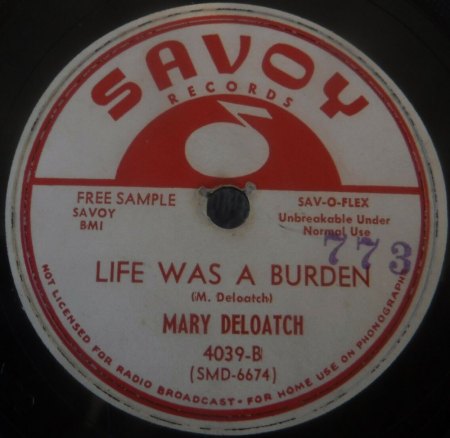 SAVOY
RECORDS
FREE SAMPLE
SAVOY
BMI
SAV-O-FLEX
Unbreakable Under
Normal Use
773
LIFE WAS A BURDEN
(M. Deloatch)
MARY DELOATCH
4039-B
(SMD-6674)
NOT LICENSED FOR RADIO BROADCAST • FOR HOME USE ON PHONOGRAPH